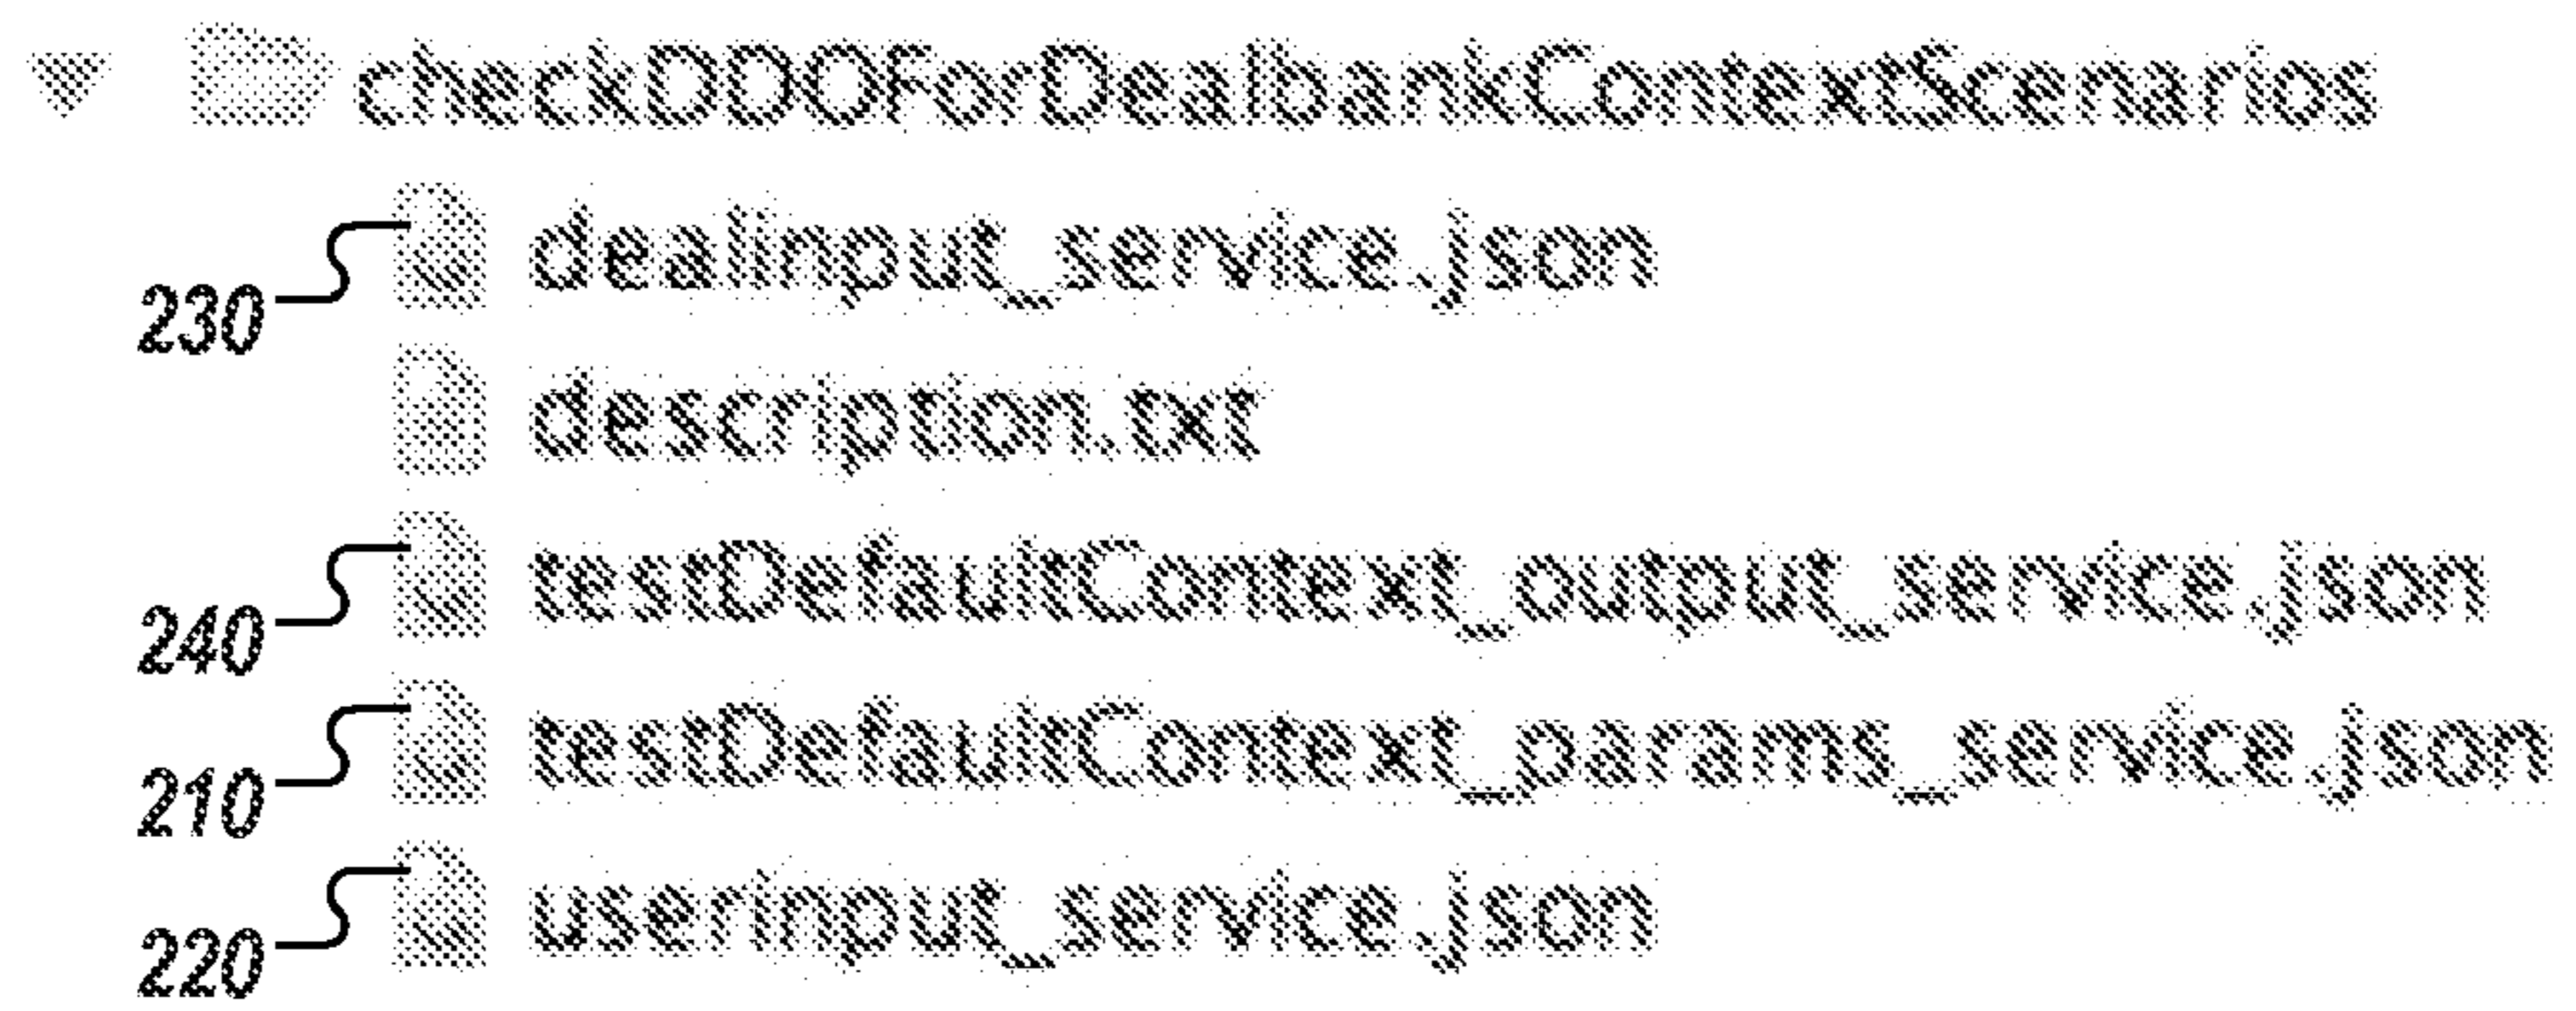 checkDDOForDealbankContextScenarios
230 dealinput_service.json
description.txt
240 testDefaultContext_output_service.json
210 testDefaultContext_params_service.json
220 userinput_service.json